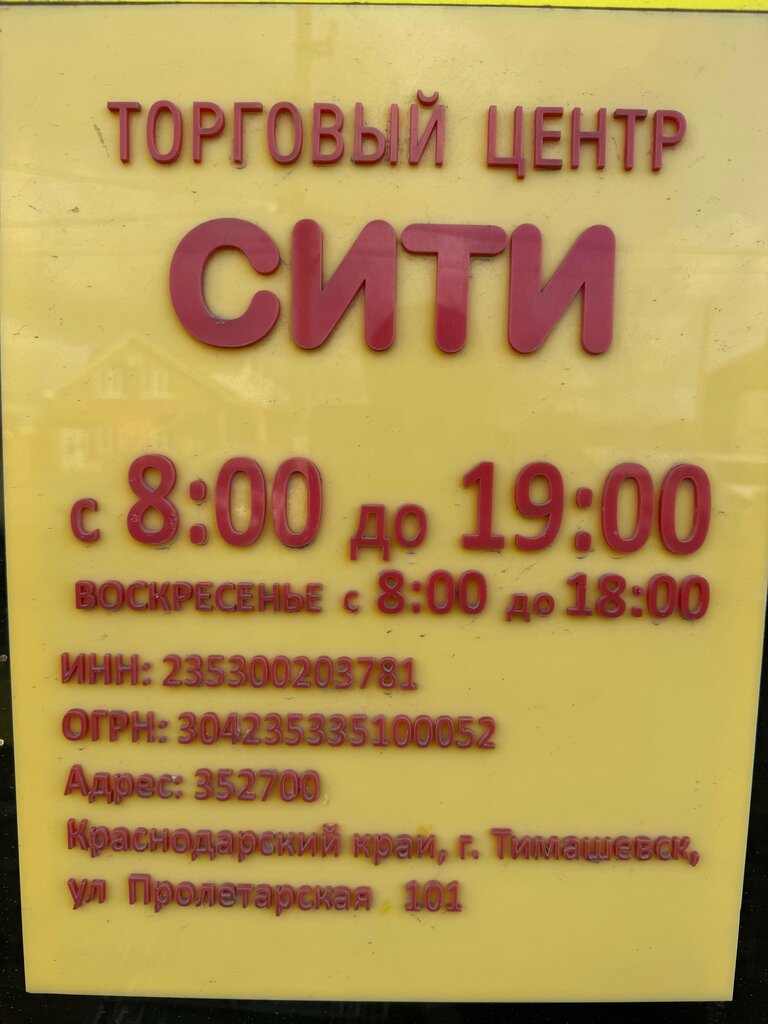 ТОРГОВЫЙ ЦЕНТР
СИТИ
с 8:00 до 19:00
ВОСКРЕСЕНЬЕ с 8:00 до 18:00
ИНН: 235300203781
ОГРН: 304235335100052
Адрес: 352700
Краснодарский край, г. Тимашевск,
ул Пролетарская 101